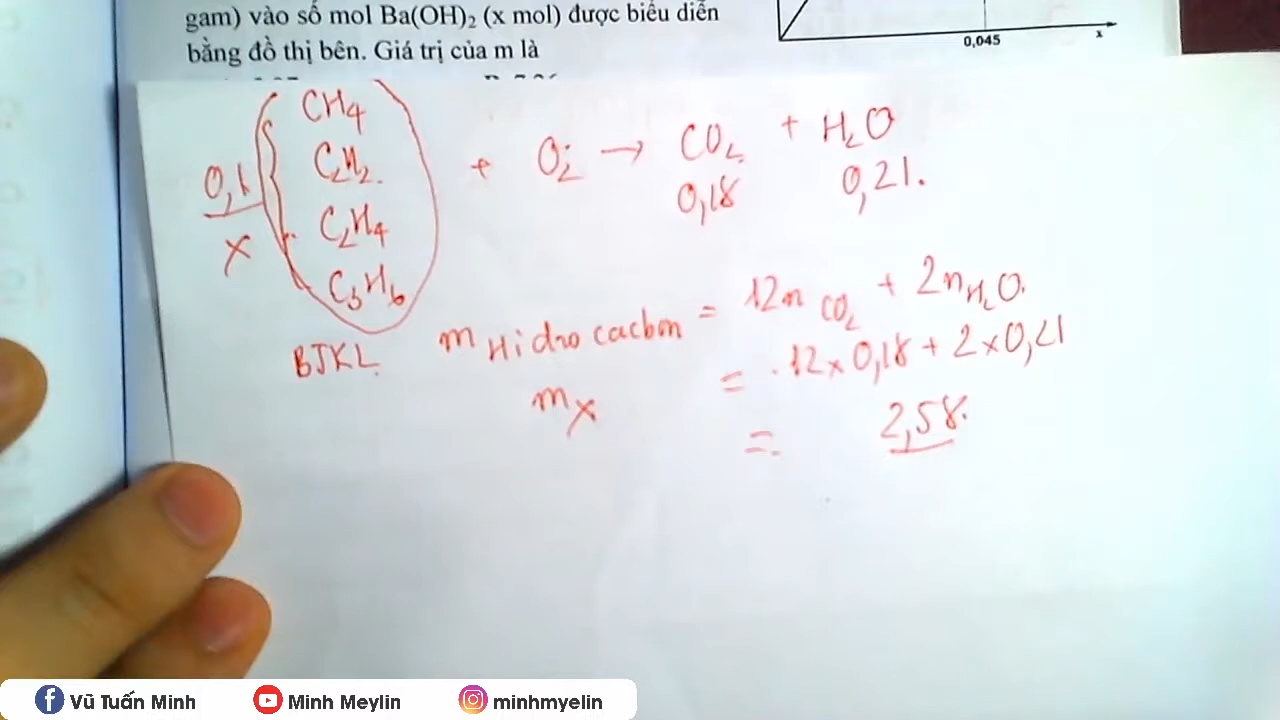 gam) vào số mol Ba(OH)₂ (x mol) được biểu diễn
bằng đồ thị bên. Giá trị của m là
0,045
x
CH₄
C₂H₂
C₂H₄
C₃H₆
0,1
X
+ O₂ → CO₂ + H₂O
0,18 0,21.
BTKL
m Hidro cacbon = 12n CO₂ + 2n H₂O
m X = 12 x 0,18 + 2 x 0,21
= 2,58.
Vũ Tuấn Minh
Minh Meylin
minhmyelin